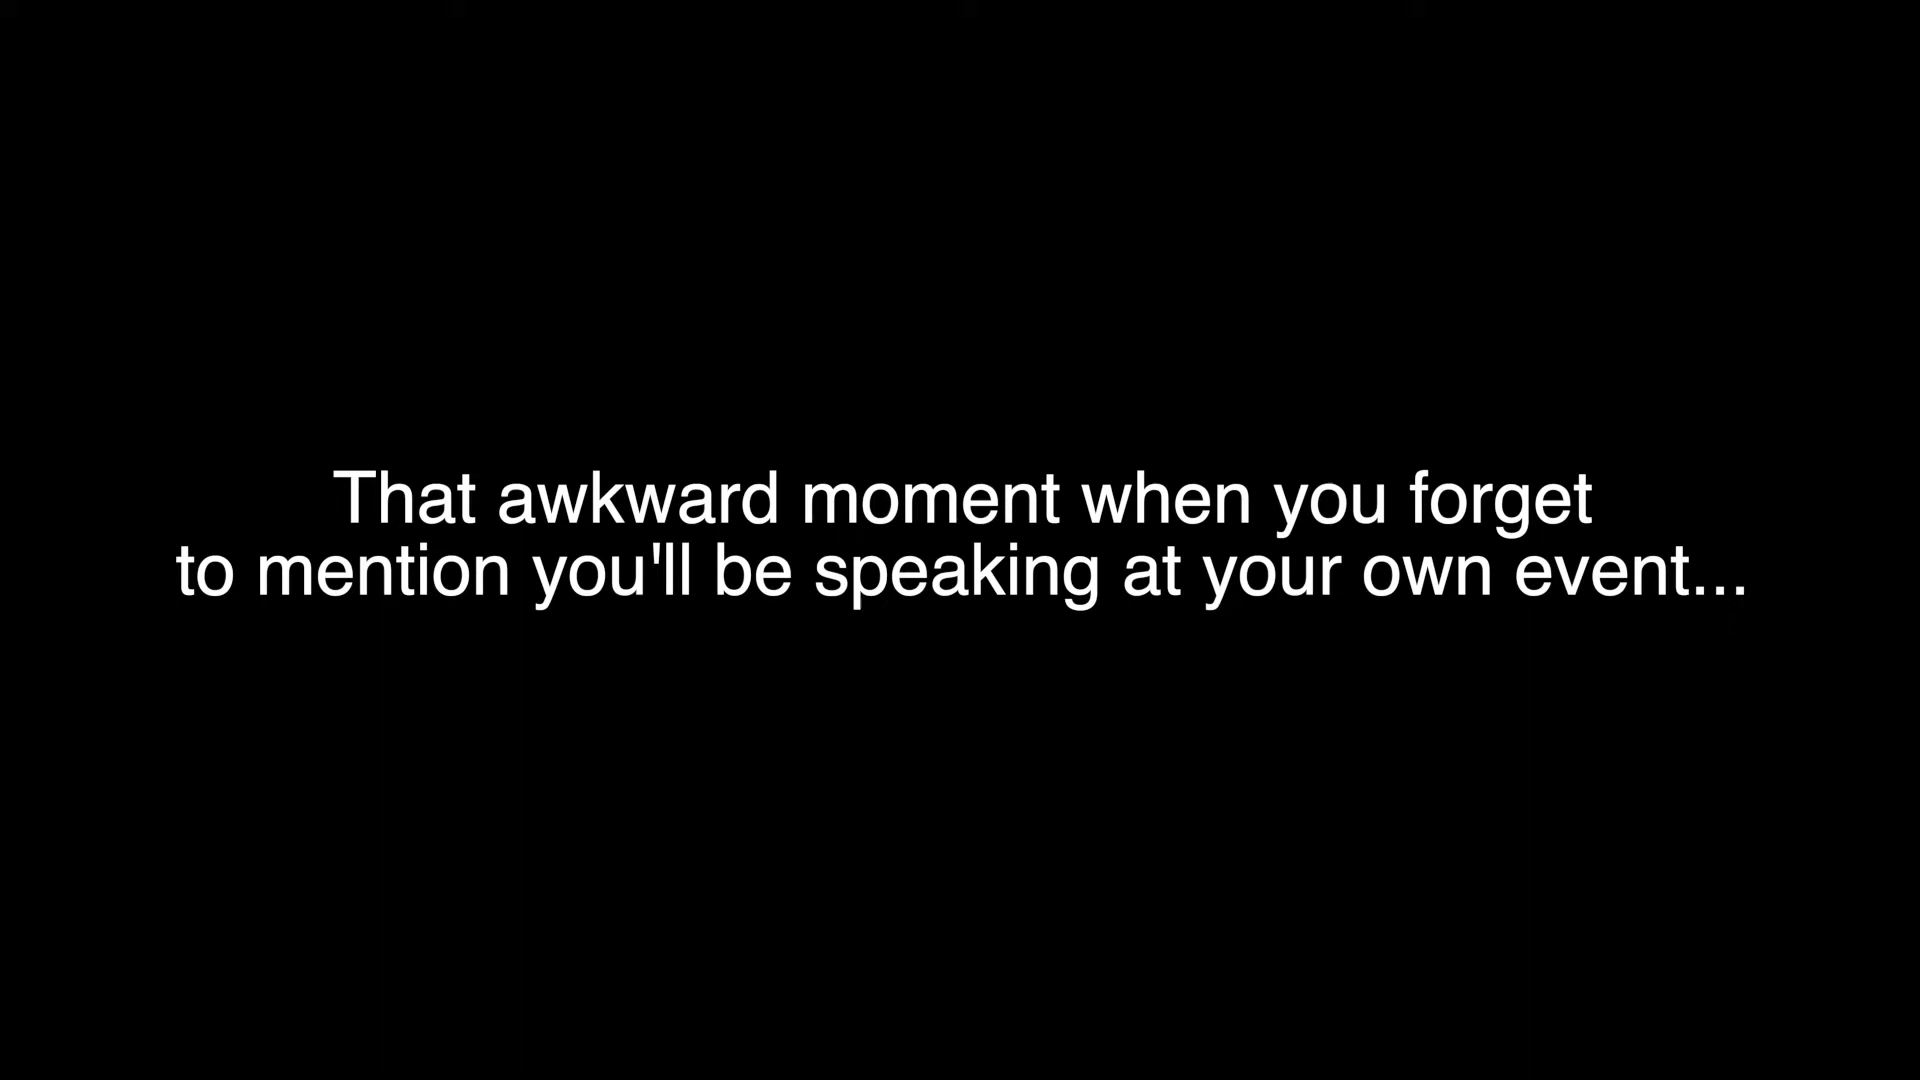 That awkward moment when you forget
to mention you'll be speaking at your own event...